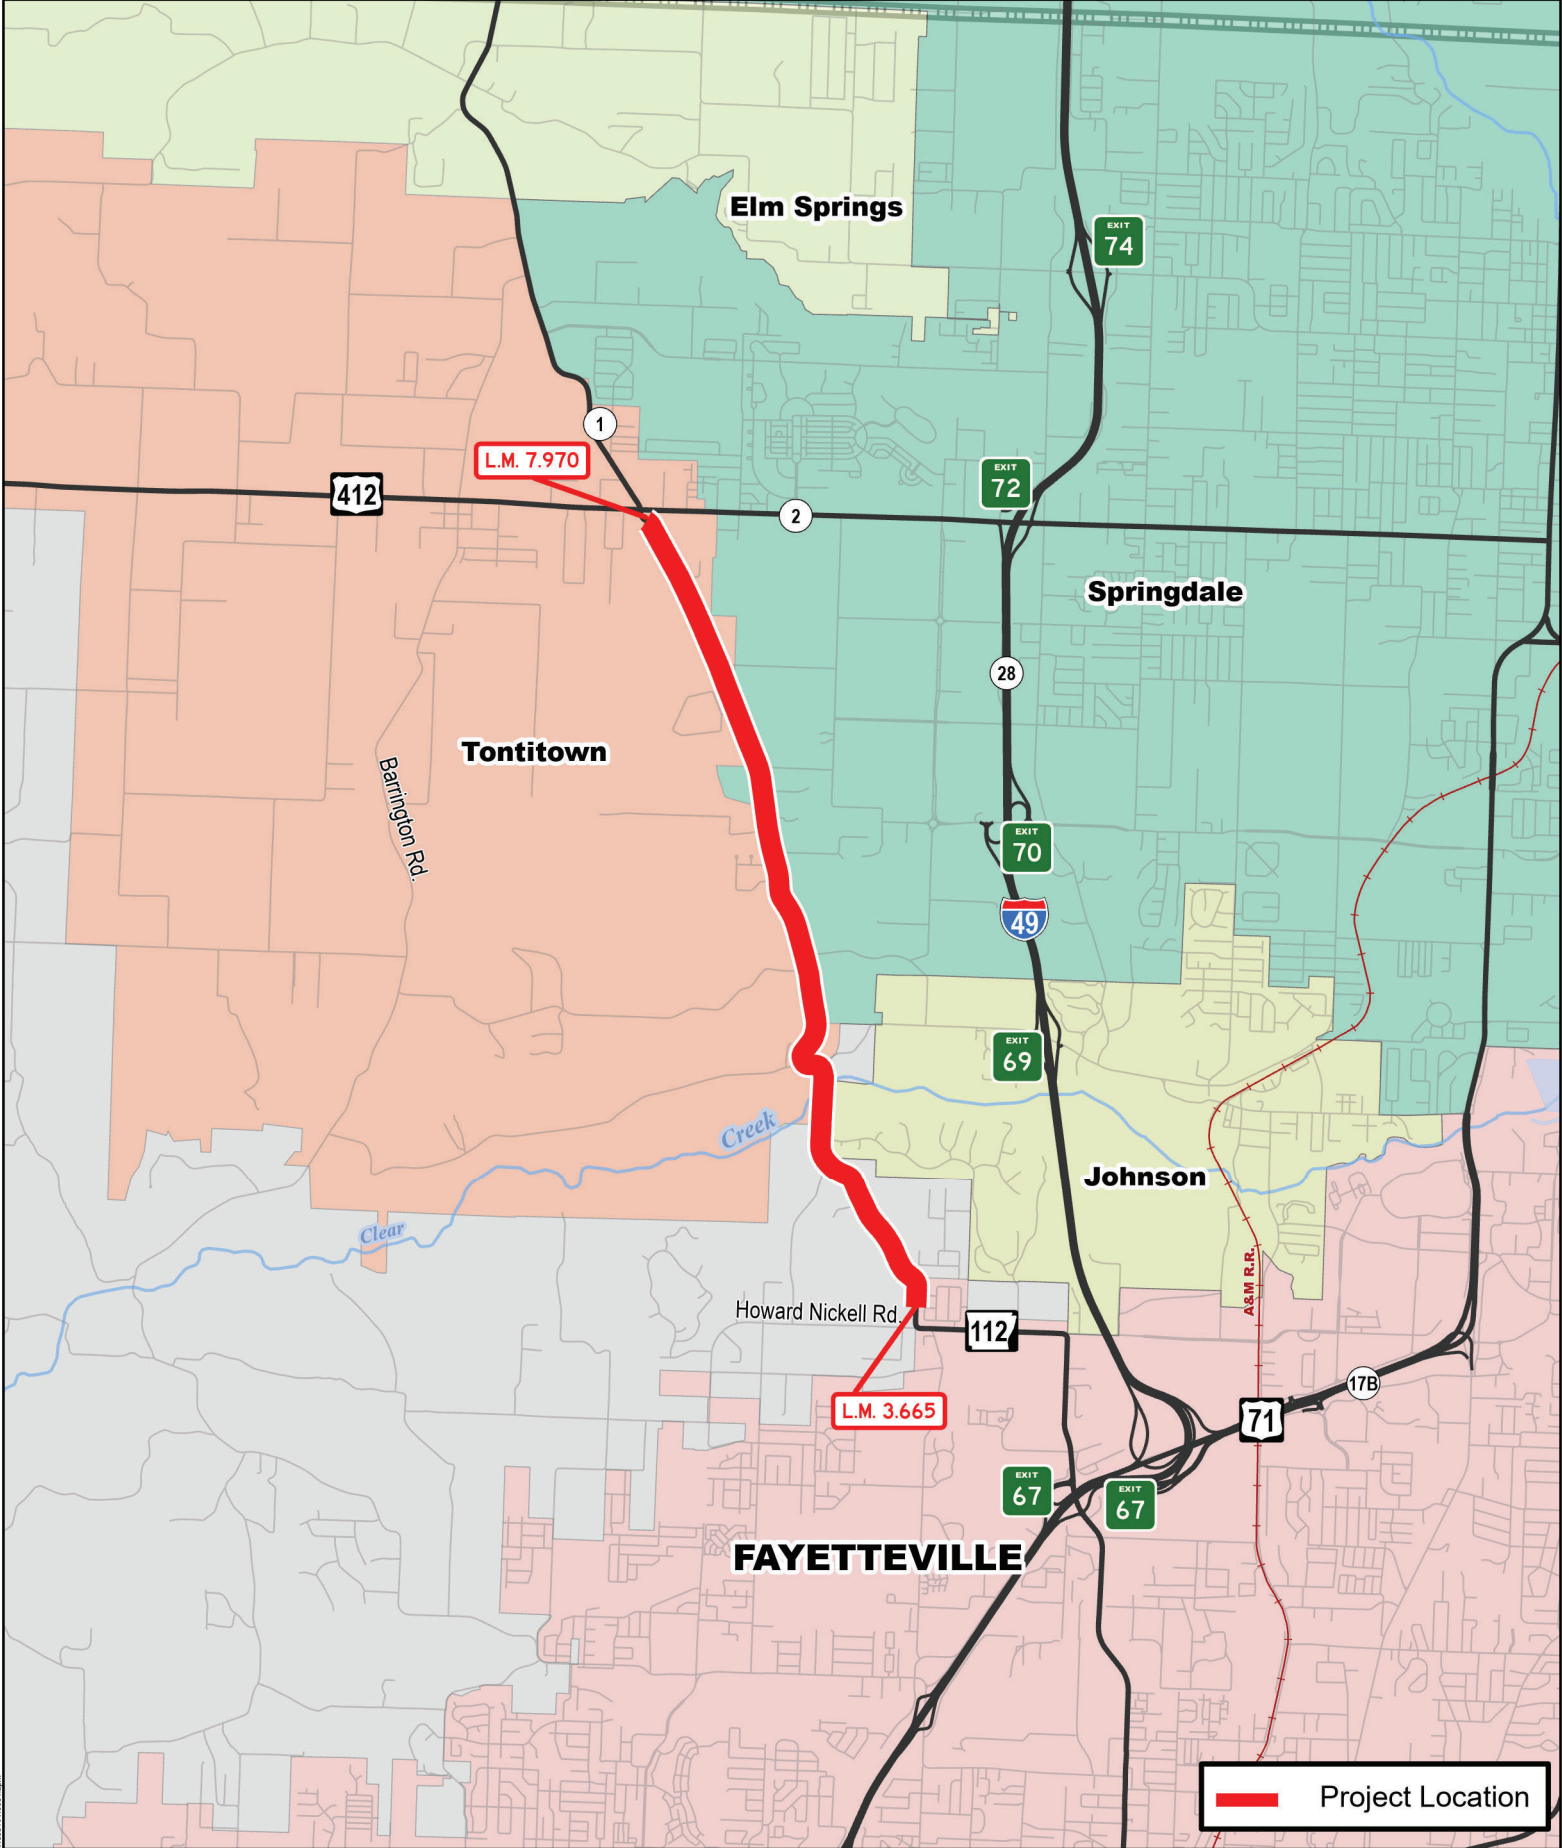 Elm Springs
EXIT
74
1
L.M. 7.970
EXIT
72
412
2
Springdale
28
Tontitown
Barrington Rd.
EXIT
70
49
EXIT
69
Creek
Johnson
Clear
A&M R.R.
Howard Nickell Rd.
112
17B
L.M. 3.665
71
EXIT
67
EXIT
67
FAYETTEVILLE
Project Location